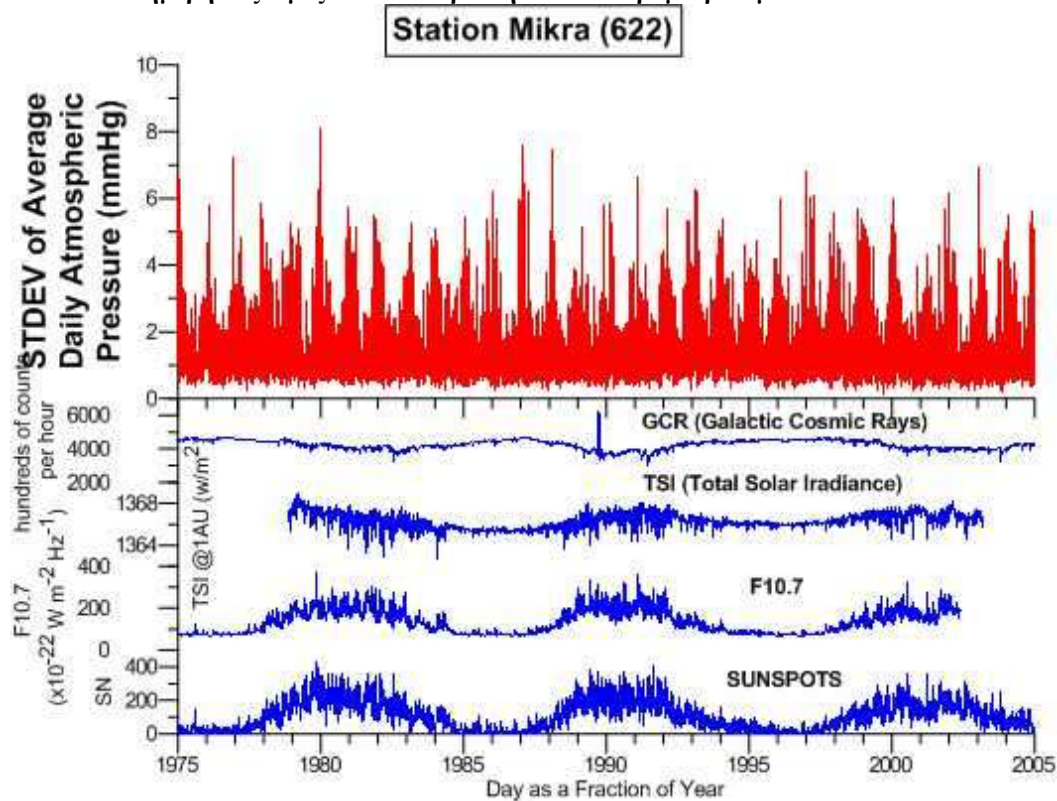 Station Mikra (622)
STDEV of Average
Daily Atmospheric
Pressure (mmHg)
10
8
6
4
2
0
hundreds of counts
per hour
6000
4000
2000
GCR (Galactic Cosmic Rays)
TSI @1AU (w/m²)
1368
1364
TSI (Total Solar Irradiance)
F10.7
(x10⁻²² W m⁻² Hz⁻¹)
400
200
0
F10.7
SN
400
200
0
SUNSPOTS
1975 1980 1985 1990 1995 2000 2005
Day as a Fraction of Year